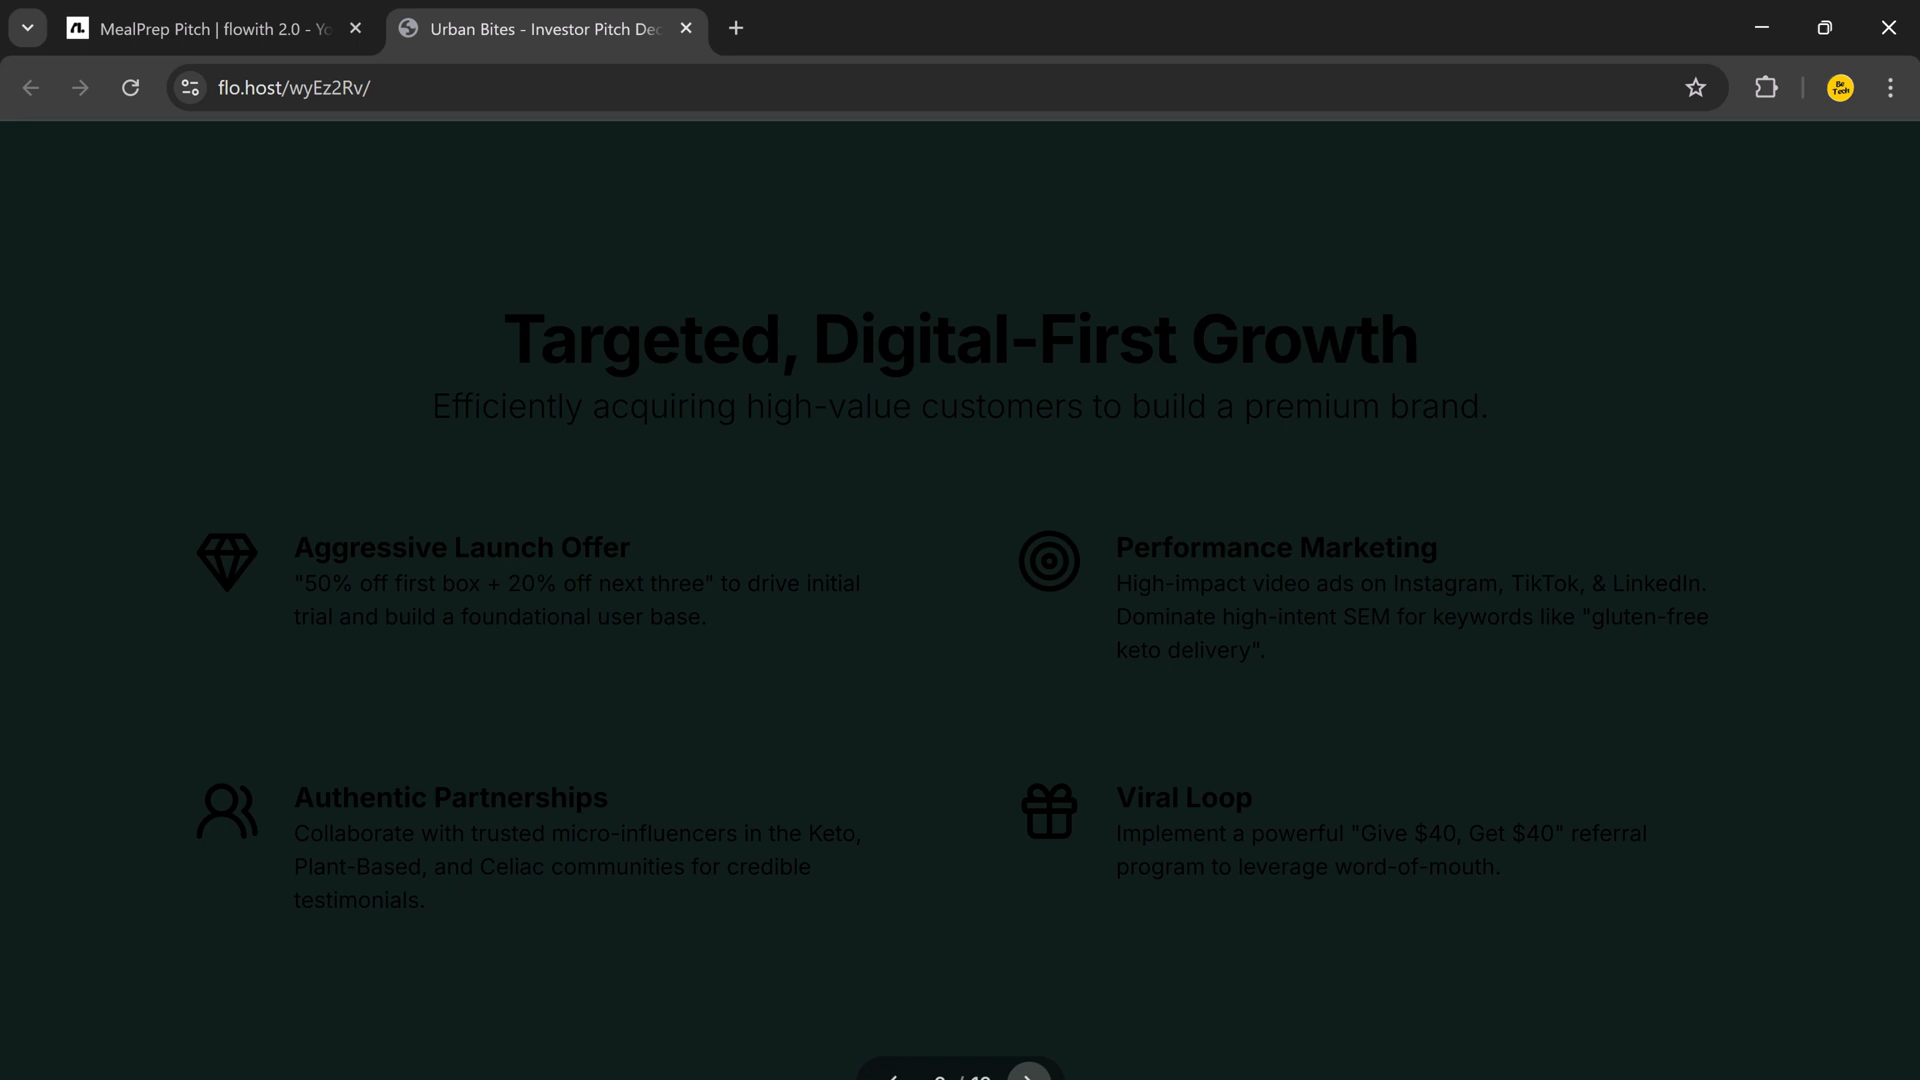 MealPrep Pitch | flowith 2.0 - Yo
Urban Bites - Investor Pitch Dec
flo.host/wyEz2Rv/
Be
Tech
Targeted, Digital-First Growth
Efficiently acquiring high-value customers to build a premium brand.
Aggressive Launch Offer
"50% off first box + 20% off next three" to drive initial
trial and build a foundational user base.
Performance Marketing
High-impact video ads on Instagram, TikTok, & LinkedIn.
Dominate high-intent SEM for keywords like "gluten-free
keto delivery".
Authentic Partnerships
Collaborate with trusted micro-influencers in the Keto,
Plant-Based, and Celiac communities for credible
testimonials.
Viral Loop
Implement a powerful "Give $40, Get $40" referral
program to leverage word-of-mouth.